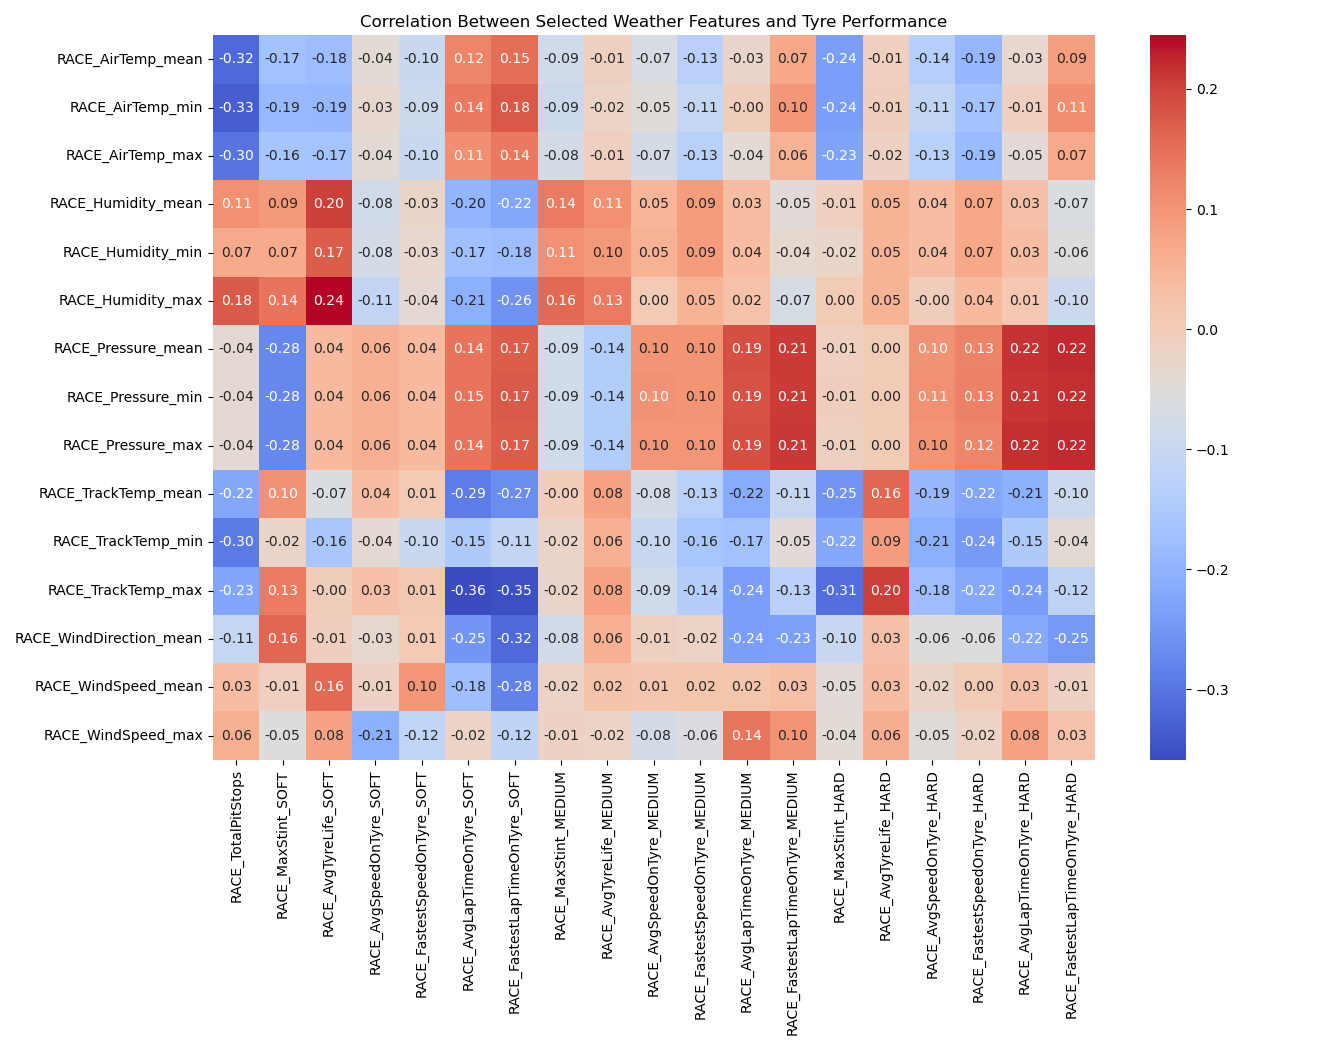 Correlation Between Selected Weather Features and Tyre Performance
RACE_AirTemp_mean -0.32 -0.17 -0.18 -0.04 -0.10 0.12 0.15 -0.09 -0.01 -0.07 -0.13 -0.03 0.07 -0.24 -0.01 -0.14 -0.19 -0.03 0.09
RACE_AirTemp_min -0.33 -0.19 -0.19 -0.03 -0.09 0.14 0.18 -0.09 -0.02 -0.05 -0.11 -0.00 0.10 -0.24 -0.01 -0.11 -0.17 -0.01 0.11
RACE_AirTemp_max -0.30 -0.16 -0.17 -0.04 -0.10 0.11 0.14 -0.08 -0.01 -0.07 -0.13 -0.04 0.06 -0.23 -0.02 -0.13 -0.19 -0.05 0.07
RACE_Humidity_mean 0.11 0.09 0.20 -0.08 -0.03 -0.20 -0.22 0.14 0.11 0.05 0.09 0.03 -0.05 -0.01 0.05 0.04 0.07 0.03 -0.07
RACE_Humidity_min 0.07 0.07 0.17 -0.08 -0.03 -0.17 -0.18 0.11 0.10 0.05 0.09 0.04 -0.04 -0.02 0.05 0.04 0.07 0.03 -0.06
RACE_Humidity_max 0.18 0.14 0.24 -0.11 -0.04 -0.21 -0.26 0.16 0.13 0.00 0.05 0.02 -0.07 0.00 0.05 -0.00 0.04 0.01 -0.10
RACE_Pressure_mean -0.04 -0.28 0.04 0.06 0.04 0.14 0.17 -0.09 -0.14 0.10 0.10 0.19 0.21 -0.01 0.00 0.10 0.13 0.22 0.22
RACE_Pressure_min -0.04 -0.28 0.04 0.06 0.04 0.15 0.17 -0.09 -0.14 0.10 0.10 0.19 0.21 -0.01 0.00 0.11 0.13 0.21 0.22
RACE_Pressure_max -0.04 -0.28 0.04 0.06 0.04 0.14 0.17 -0.09 -0.14 0.10 0.10 0.19 0.21 -0.01 0.00 0.10 0.12 0.22 0.22
RACE_TrackTemp_mean -0.22 0.10 -0.07 0.04 0.01 -0.29 -0.27 -0.00 0.08 -0.08 -0.13 -0.22 -0.11 -0.25 0.16 -0.19 -0.22 -0.21 -0.10
RACE_TrackTemp_min -0.30 -0.02 -0.16 -0.04 -0.10 -0.15 -0.11 -0.02 0.06 -0.10 -0.16 -0.17 -0.05 -0.22 0.09 -0.21 -0.24 -0.15 -0.04
RACE_TrackTemp_max -0.23 0.13 -0.00 0.03 0.01 -0.36 -0.35 -0.02 0.08 -0.09 -0.14 -0.24 -0.13 -0.31 0.20 -0.18 -0.22 -0.24 -0.12
RACE_WindDirection_mean -0.11 0.16 -0.01 -0.03 0.01 -0.25 -0.32 -0.08 0.06 -0.01 -0.02 -0.24 -0.23 -0.10 0.03 -0.06 -0.06 -0.22 -0.25
RACE_WindSpeed_mean 0.03 -0.01 0.16 -0.01 0.10 -0.18 -0.28 -0.02 0.02 0.01 0.02 0.02 0.03 -0.05 0.03 -0.02 0.00 0.03 -0.01
RACE_WindSpeed_max 0.06 -0.05 0.08 -0.21 -0.12 -0.02 -0.12 -0.01 -0.02 -0.08 -0.06 0.14 0.10 -0.04 0.06 -0.05 -0.02 0.08 0.03
RACE_TotalPitStops
RACE_MaxStint_SOFT
RACE_AvgTyreLife_SOFT
RACE_AvgSpeedOnTyre_SOFT
RACE_FastestSpeedOnTyre_SOFT
RACE_AvgLapTimeOnTyre_SOFT
RACE_FastestLapTimeOnTyre_SOFT
RACE_MaxStint_MEDIUM
RACE_AvgTyreLife_MEDIUM
RACE_AvgSpeedOnTyre_MEDIUM
RACE_FastestSpeedOnTyre_MEDIUM
RACE_AvgLapTimeOnTyre_MEDIUM
RACE_FastestLapTimeOnTyre_MEDIUM
RACE_MaxStint_HARD
RACE_AvgTyreLife_HARD
RACE_AvgSpeedOnTyre_HARD
RACE_FastestSpeedOnTyre_HARD
RACE_AvgLapTimeOnTyre_HARD
RACE_FastestLapTimeOnTyre_HARD
0.2
0.1
0.0
−0.1
−0.2
−0.3